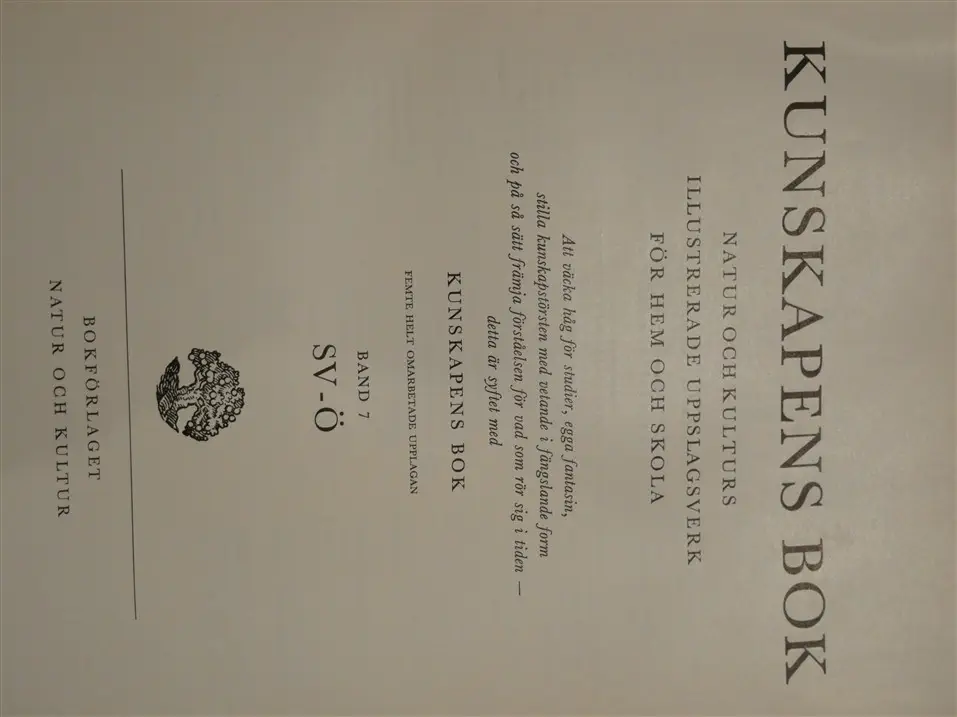 KUNSKAPENS BOK
NATUR OCH KULTURS
ILLUSTRERADE UPPSLAGSVERK
FÖR HEM OCH SKOLA
Att väcka håg för studier, egga fantasin,
stilla kunskapstörsten med vetande i fängslande form
och på så sätt främja förståelsen för vad som rör sig i tiden —
detta är syftet med
KUNSKAPENS BOK
FEMTE HELT OMARBETADE UPPLAGAN
BAND 7
SV - Ö
BOKFÖRLAGET
NATUR OCH KULTUR